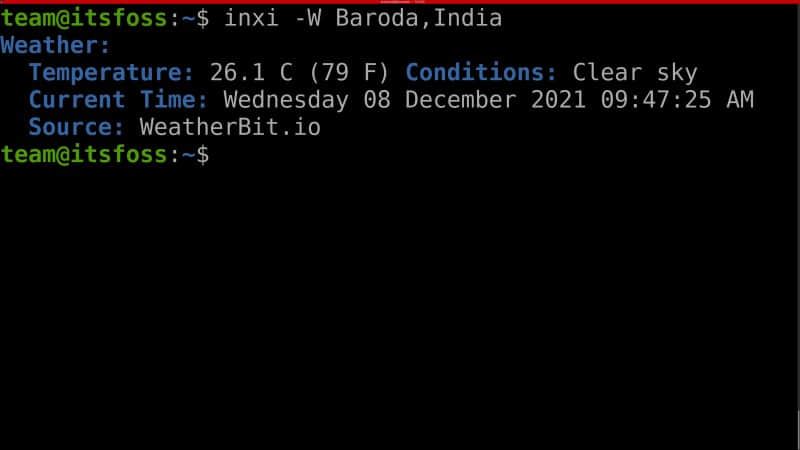 team@itsfoss:~$ inxi -W Baroda,India
Weather:
  Temperature: 26.1 C (79 F) Conditions: Clear sky
  Current Time: Wednesday 08 December 2021 09:47:25 AM
  Source: WeatherBit.io
team@itsfoss:~$